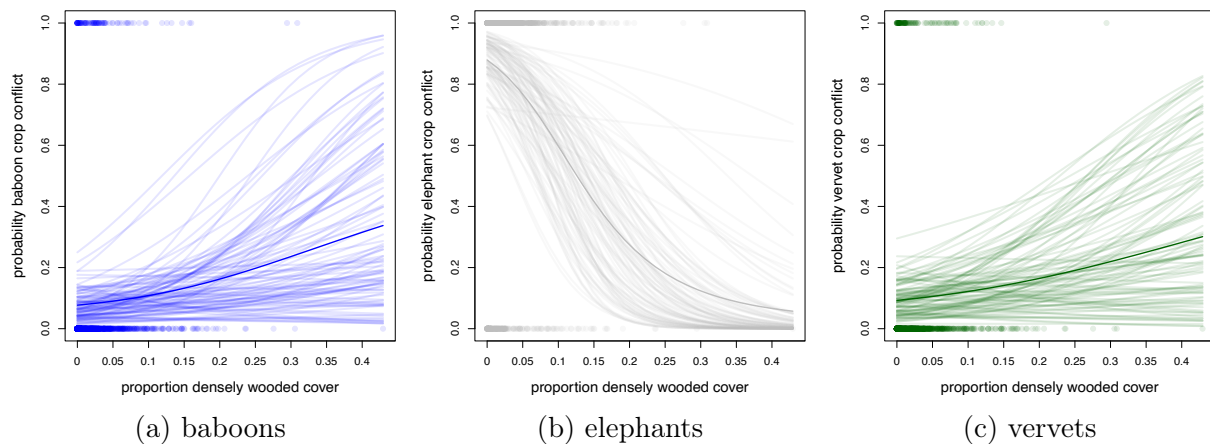 probability baboon crop conflict
1.0
0.8
0.6
0.4
0.2
0.0
0 0.05 0.1 0.15 0.2 0.25 0.3 0.35 0.4
proportion densely wooded cover
(a) baboons
probability elephant crop conflict
1.0
0.8
0.6
0.4
0.2
0.0
0 0.05 0.1 0.15 0.2 0.25 0.3 0.35 0.4
proportion densely wooded cover
(b) elephants
probability vervet crop conflict
1.0
0.8
0.6
0.4
0.2
0.0
0 0.05 0.1 0.15 0.2 0.25 0.3 0.35 0.4
proportion densely wooded cover
(c) vervets